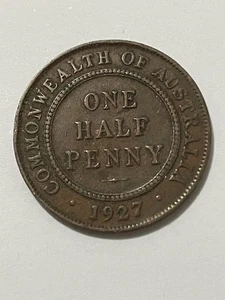 COMMONWEALTH OF AUSTRALIA
ONE
HALF
PENNY
· 1927 ·